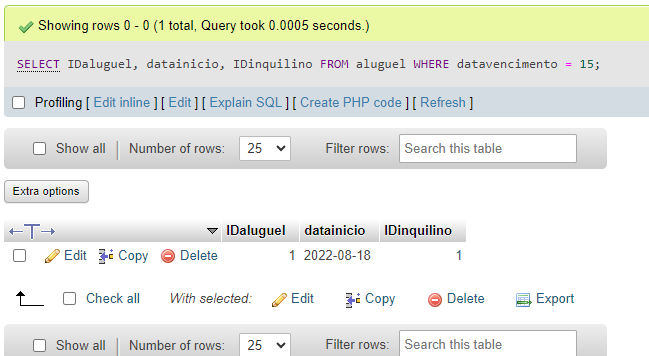 Showing rows 0 - 0 (1 total, Query took 0.0005 seconds.)
SELECT IDaluguel, datainicio, IDinquilino FROM aluguel WHERE datavencimento = 15;
Profiling [ Edit inline ] [ Edit ] [ Explain SQL ] [ Create PHP code ] [ Refresh ]
Show all Number of rows: 25 Filter rows: Search this table
Extra options
←T→ IDaluguel datainicio IDinquilino
Edit Copy Delete 1 2022-08-18 1
Check all With selected: Edit Copy Delete Export
Show all Number of rows: 25 Filter rows: Search this table